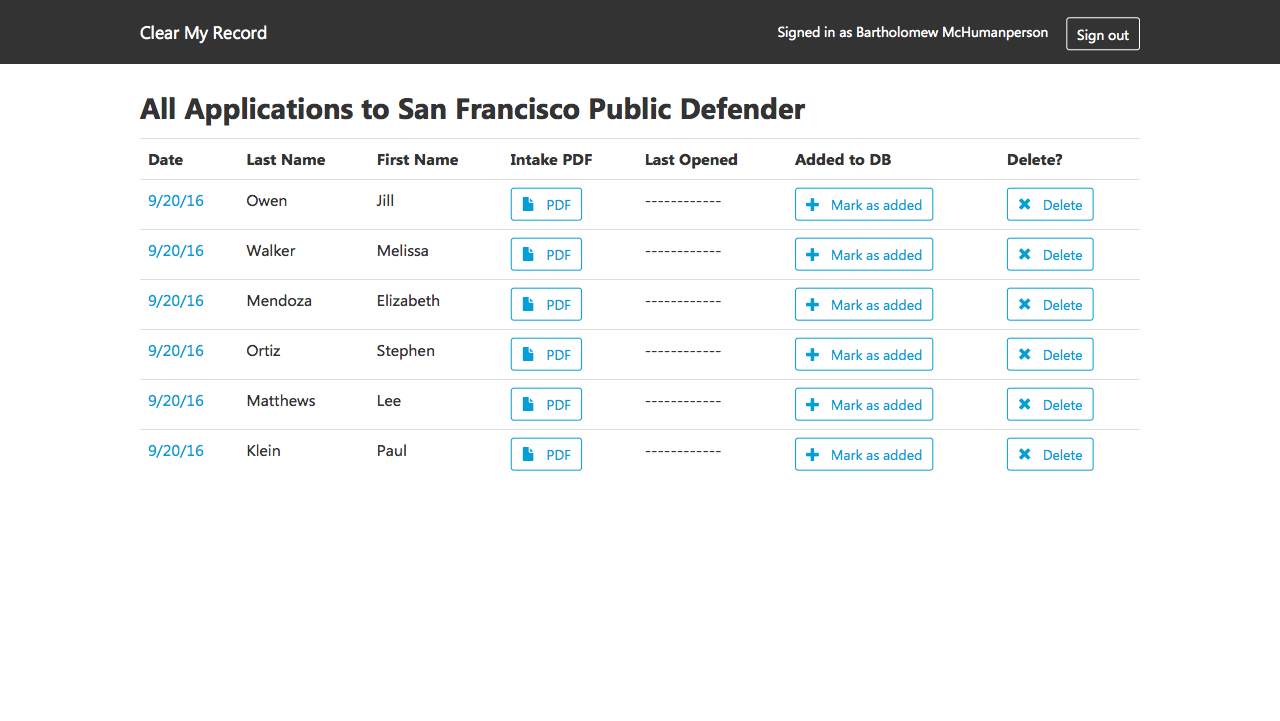 Clear My Record Signed in as Bartholomew McHumanperson Sign out
All Applications to San Francisco Public Defender
Date Last Name First Name Intake PDF Last Opened Added to DB Delete?
9/20/16 Owen Jill PDF ------------ Mark as added Delete
9/20/16 Walker Melissa PDF ------------ Mark as added Delete
9/20/16 Mendoza Elizabeth PDF ------------ Mark as added Delete
9/20/16 Ortiz Stephen PDF ------------ Mark as added Delete
9/20/16 Matthews Lee PDF ------------ Mark as added Delete
9/20/16 Klein Paul PDF ------------ Mark as added Delete